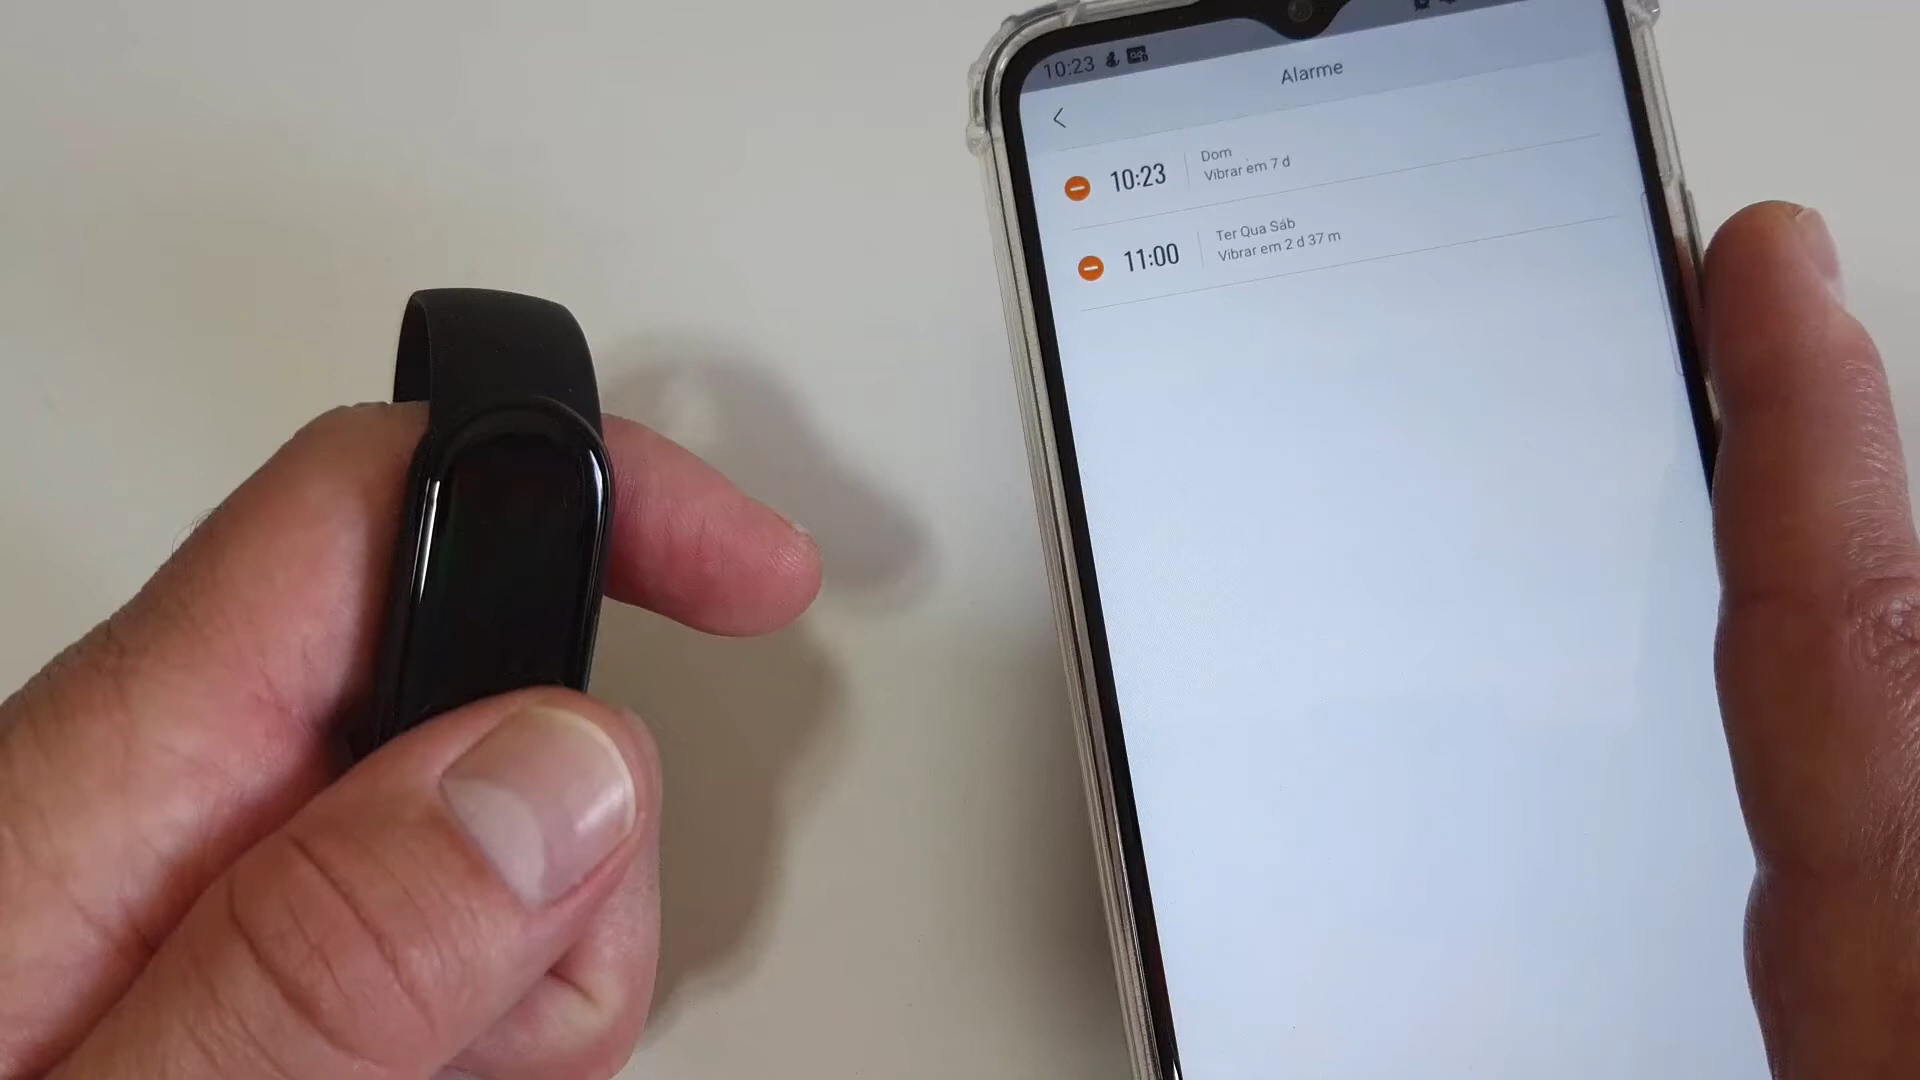 10:23
Alarme
10:23
Dom
Vibrar em 7 d
11:00
Ter Qua Sáb
Vibrar em 2 d 37 m